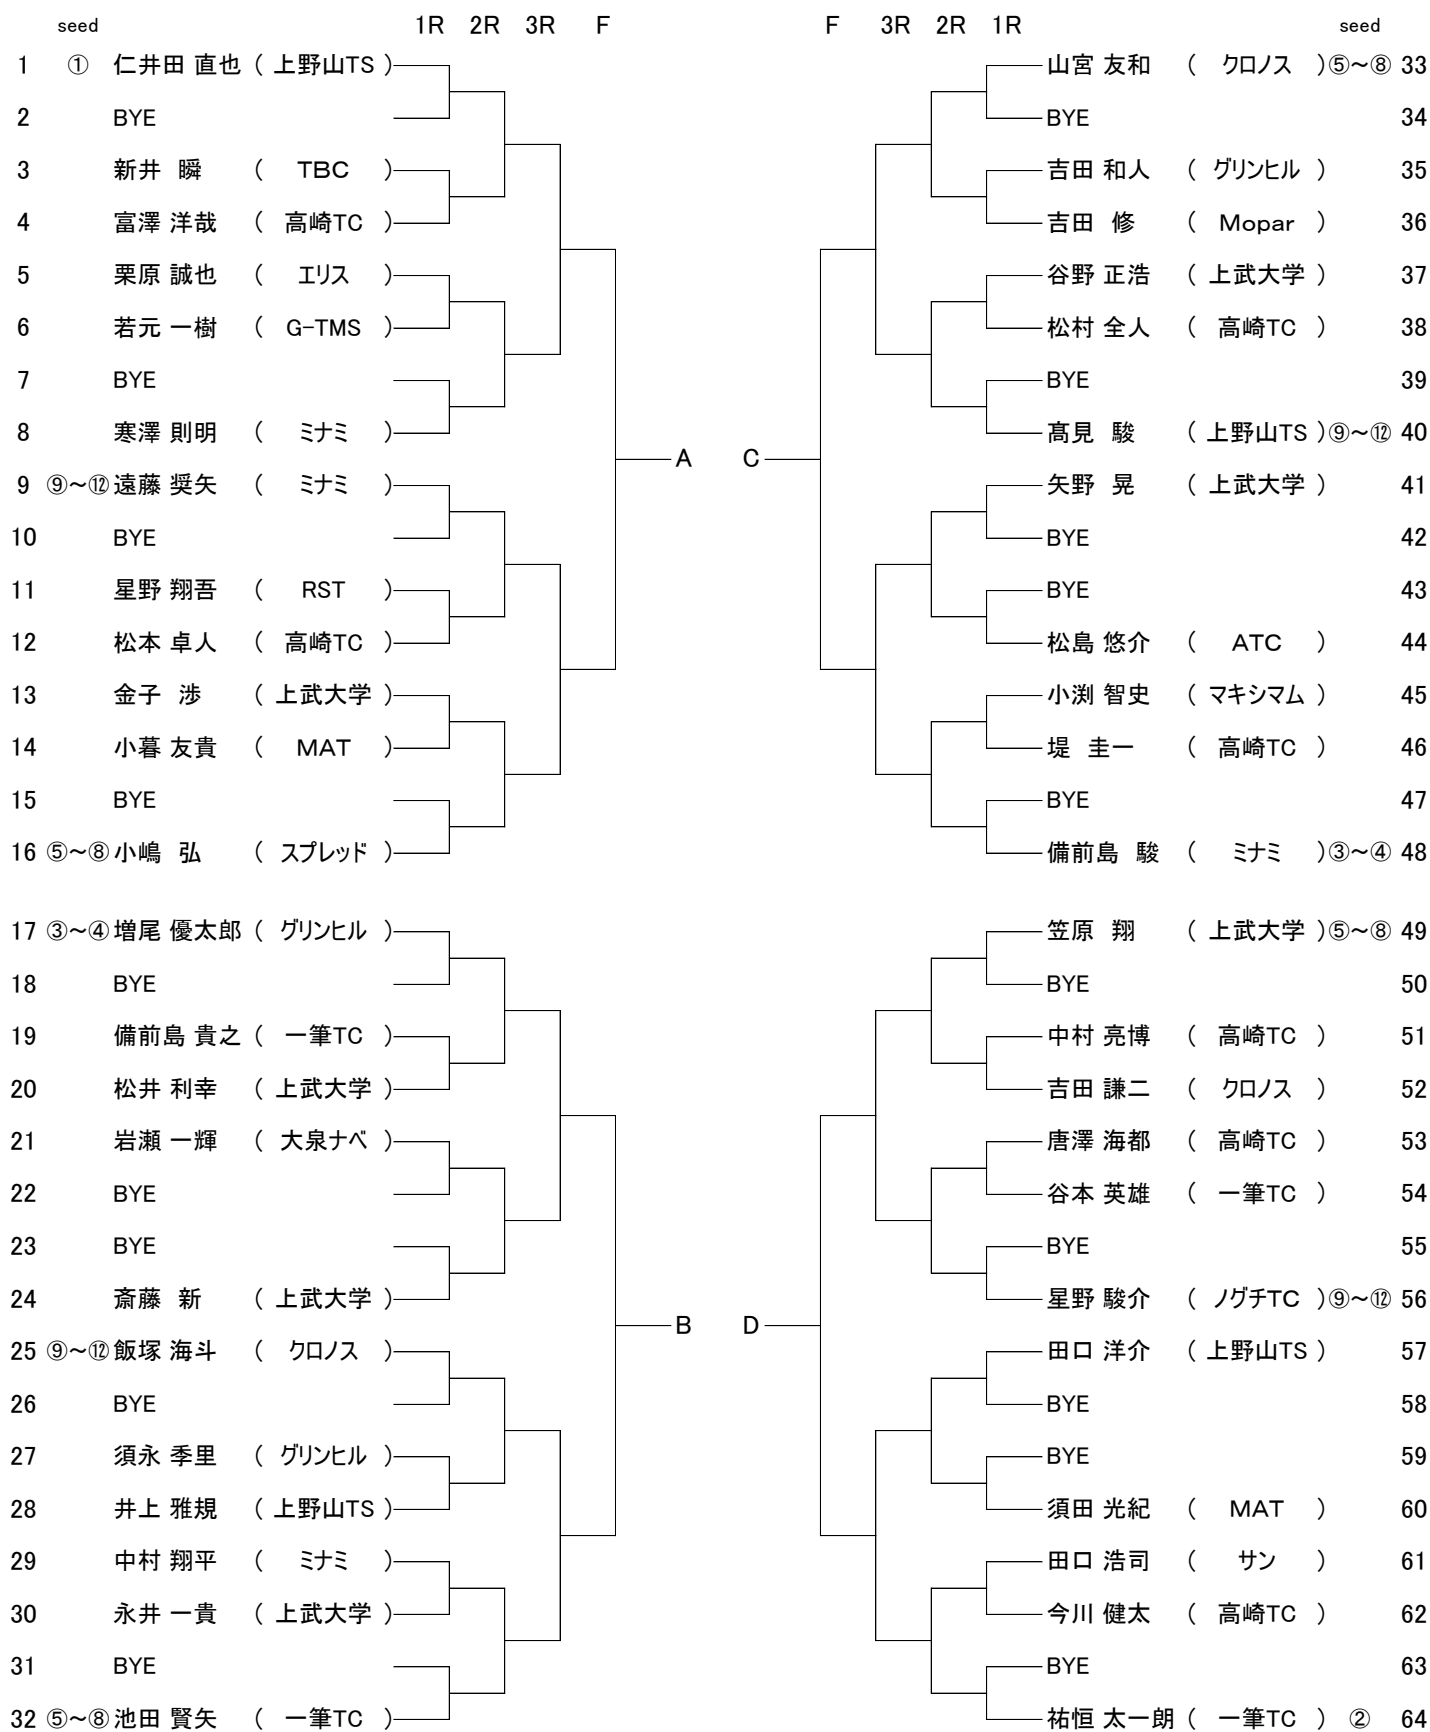 seed 1R 2R 3R F F 3R 2R 1R seed
1 ① 仁井田 直也 ( 上野山TS ) 山宮 友和 ( クロノス ) ⑤~⑧ 33
2 BYE BYE 34
3 新井 瞬 ( TBC ) 吉田 和人 ( グリンヒル ) 35
4 富澤 洋哉 ( 高崎TC ) 吉田 修 ( Mopar ) 36
5 栗原 誠也 ( エリス ) 谷野 正浩 ( 上武大学 ) 37
6 若元 一樹 ( G-TMS ) 松村 全人 ( 高崎TC ) 38
7 BYE BYE 39
8 寒澤 則明 ( ミナミ ) 髙見 駿 ( 上野山TS ) ⑨~⑫ 40
A C
9 ⑨~⑫ 遠藤 奨矢 ( ミナミ ) 矢野 晃 ( 上武大学 ) 41
10 BYE BYE 42
11 星野 翔吾 ( RST ) BYE 43
12 松本 卓人 ( 高崎TC ) 松島 悠介 ( ATC ) 44
13 金子 渉 ( 上武大学 ) 小渕 智史 ( マキシマム ) 45
14 小暮 友貴 ( MAT ) 堤 圭一 ( 高崎TC ) 46
15 BYE BYE 47
16 ⑤~⑧ 小嶋 弘 ( スプレッド ) 備前島 駿 ( ミナミ ) ③~④ 48
17 ③~④ 増尾 優太郎 ( グリンヒル ) 笠原 翔 ( 上武大学 ) ⑤~⑧ 49
18 BYE BYE 50
19 備前島 貴之 ( 一筆TC ) 中村 亮博 ( 高崎TC ) 51
20 松井 利幸 ( 上武大学 ) 吉田 謙二 ( クロノス ) 52
21 岩瀬 一輝 ( 大泉ナベ ) 唐澤 海都 ( 高崎TC ) 53
22 BYE 谷本 英雄 ( 一筆TC ) 54
23 BYE BYE 55
24 斎藤 新 ( 上武大学 ) 星野 駿介 ( ノグチTC ) ⑨~⑫ 56
B D
25 ⑨~⑫ 飯塚 海斗 ( クロノス ) 田口 洋介 ( 上野山TS ) 57
26 BYE BYE 58
27 須永 季里 ( グリンヒル ) BYE 59
28 井上 雅規 ( 上野山TS ) 須田 光紀 ( MAT ) 60
29 中村 翔平 ( ミナミ ) 田口 浩司 ( サン ) 61
30 永井 一貴 ( 上武大学 ) 今川 健太 ( 高崎TC ) 62
31 BYE BYE 63
32 ⑤~⑧ 池田 賢矢 ( 一筆TC ) 祐恒 太一朗 ( 一筆TC ) ② 64